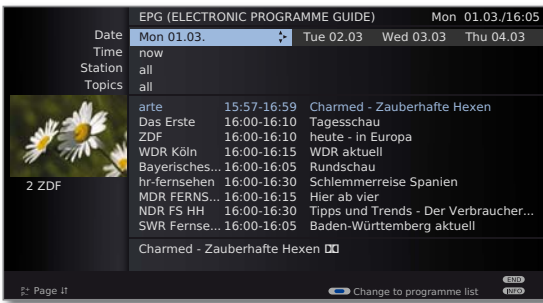 EPG (ELECTRONIC PROGRAMME GUIDE) Mon 01.03./16:05
Date Mon 01.03. Tue 02.03 Wed 03.03 Thu 04.03
Time now
Station all
Topics all
arte 15:57-16:59 Charmed - Zauberhafte Hexen
Das Erste 16:00-16:10 Tagesschau
ZDF 16:00-16:10 heute - in Europa
WDR Köln 16:00-16:15 WDR aktuell
Bayerisches... 16:00-16:05 Rundschau
hr-fernsehen 16:00-16:30 Schlemmerreise Spanien
MDR FERNS... 16:00-16:15 Hier ab vier
NDR FS HH 16:00-16:30 Tipps und Trends - Der Verbraucher...
SWR Fernse... 16:00-16:05 Baden-Württemberg aktuell
2 ZDF
Charmed - Zauberhafte Hexen
END
P+ P- Page Change to programme list INFO